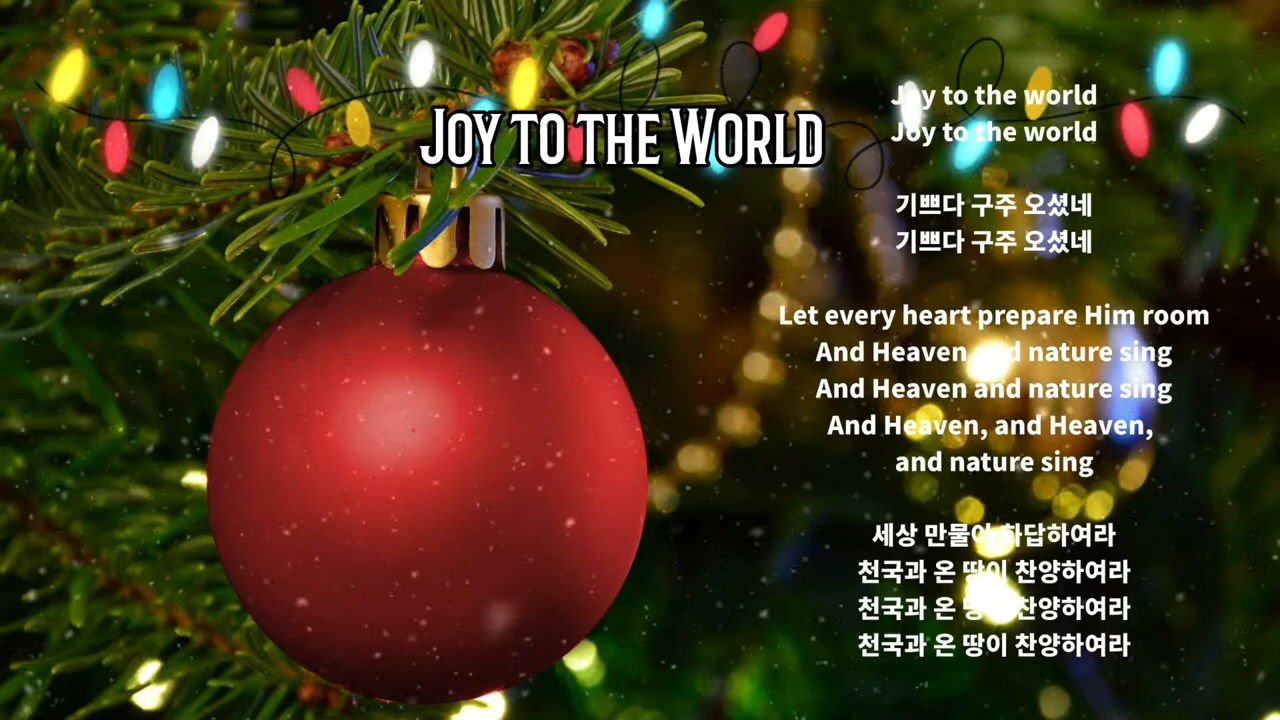 Joy to the World
Joy to the world
Joy to the world
기쁘다 구주 오셨네
기쁘다 구주 오셨네
Let every heart prepare Him room
And Heaven and nature sing
And Heaven and nature sing
And Heaven, and Heaven,
and nature sing
세상 만물아 화답하여라
천국과 온 땅이 찬양하여라
천국과 온 땅이 찬양하여라
천국과 온 땅이 찬양하여라